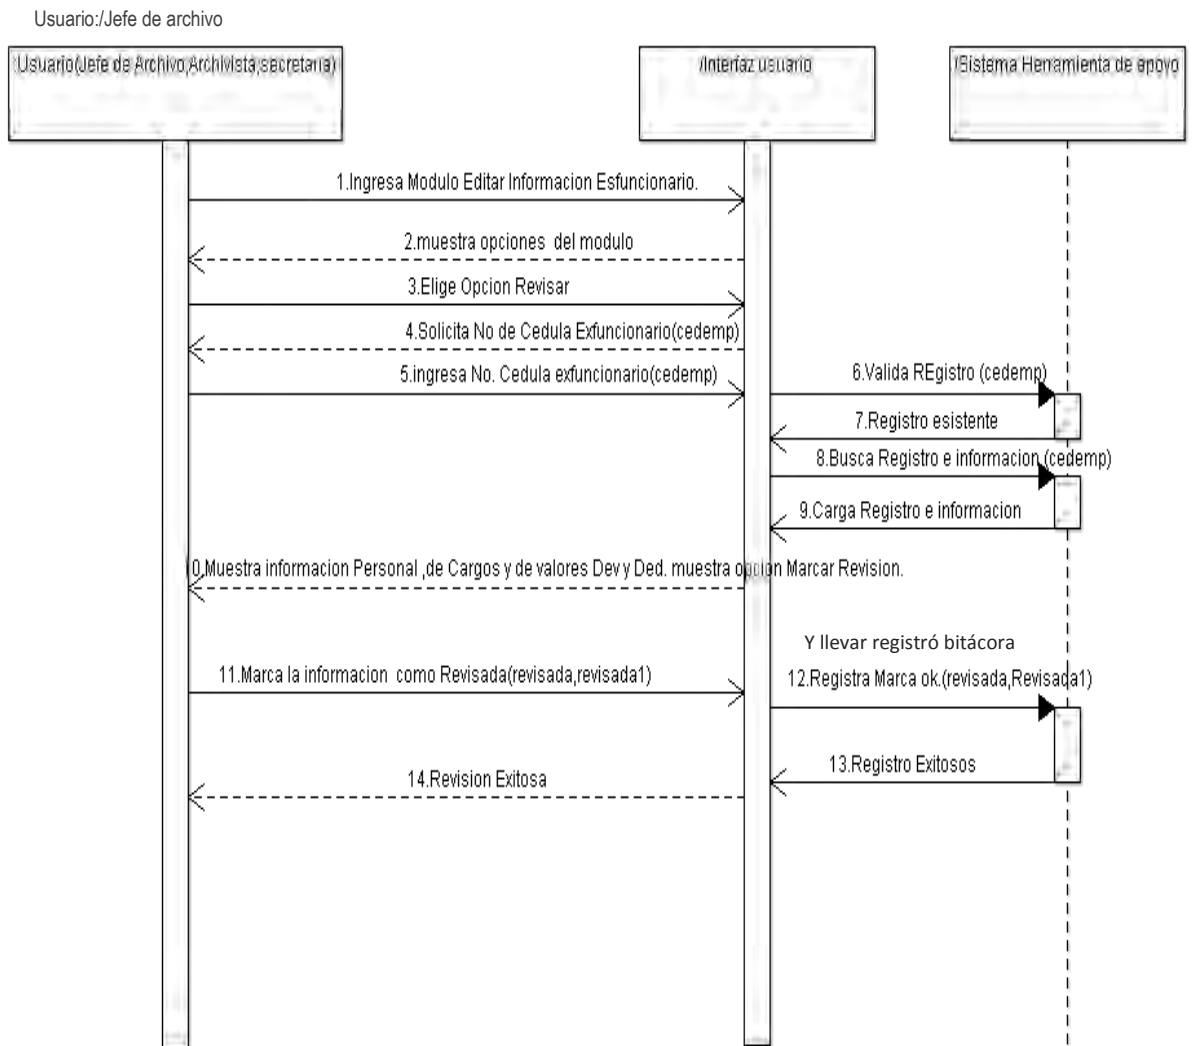 Usuario:/Jefe de archivo
:Usuario(Jefe de Archivo,Archivista,secretaria)
/Interfaz usuario
/Sistema Herramienta de apoyo
1.Ingresa Modulo Editar Informacion Esfuncionario.
2.muestra opciones del modulo
3.Elige Opcion Revisar
4.Solicita No de Cedula Exfuncionario(cedemp)
5.ingresa No. Cedula exfuncionario(cedemp)
6.Valida REgistro (cedemp)
7.Registro esistente
8.Busca Registro e informacion (cedemp)
9.Carga Registro e informacion
10.Muestra informacion Personal ,de Cargos y de valores Dev y Ded. muestra opcion Marcar Revision.
Y llevar registró bitácora
11.Marca la informacion como Revisada(revisada,revisada1)
12.Registra Marca ok.(revisada,Revisada1)
13.Registro Exitosos
14.Revision Exitosa